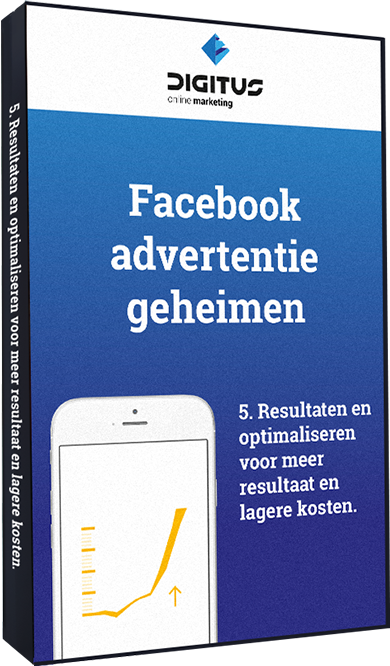 DIGITUS
online marketing
Facebook
advertentie
geheimen
5. Resultaten en
optimaliseren
voor meer
resultaat en
lagere kosten.
5. Resultaten en optimaliseren voor meer resultaat en lagere kosten.